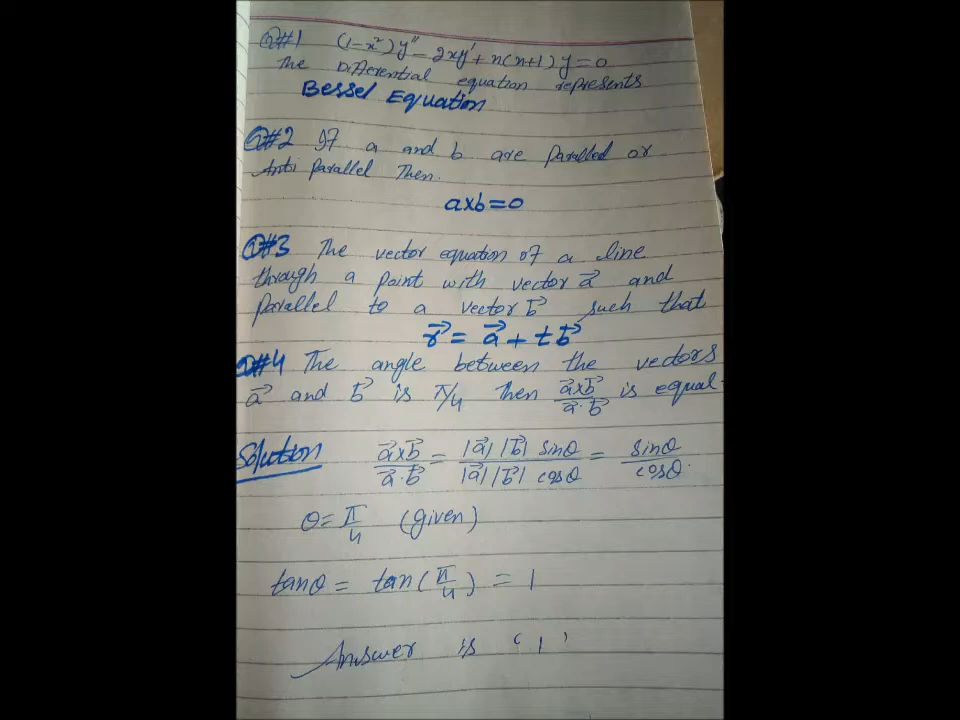 Q#1 (1-x²)y" - 2xy' + n(n+1)y = 0
The Differential equation represents
Bessel Equation
Q#2 If a and b are Paralled or
Anti Parallel Then.
axb=0
Q#3 The vector equation of a line
through a point with vector a⃗ and
Parallel to a vector b⃗ such that
r⃗ = a⃗ + tb⃗
Q#4 The angle between the vectors
a⃗ and b⃗ is π/4 Then a⃗xb⃗/a⃗·b⃗ is equal
Solution a⃗xb⃗/a⃗·b⃗ = |a⃗| |b⃗| sinθ/|a⃗| |b⃗| cosθ = sinθ/cosθ.
θ = π/4 (given)
tanθ = tan(π/4) = 1
Answer is '1'